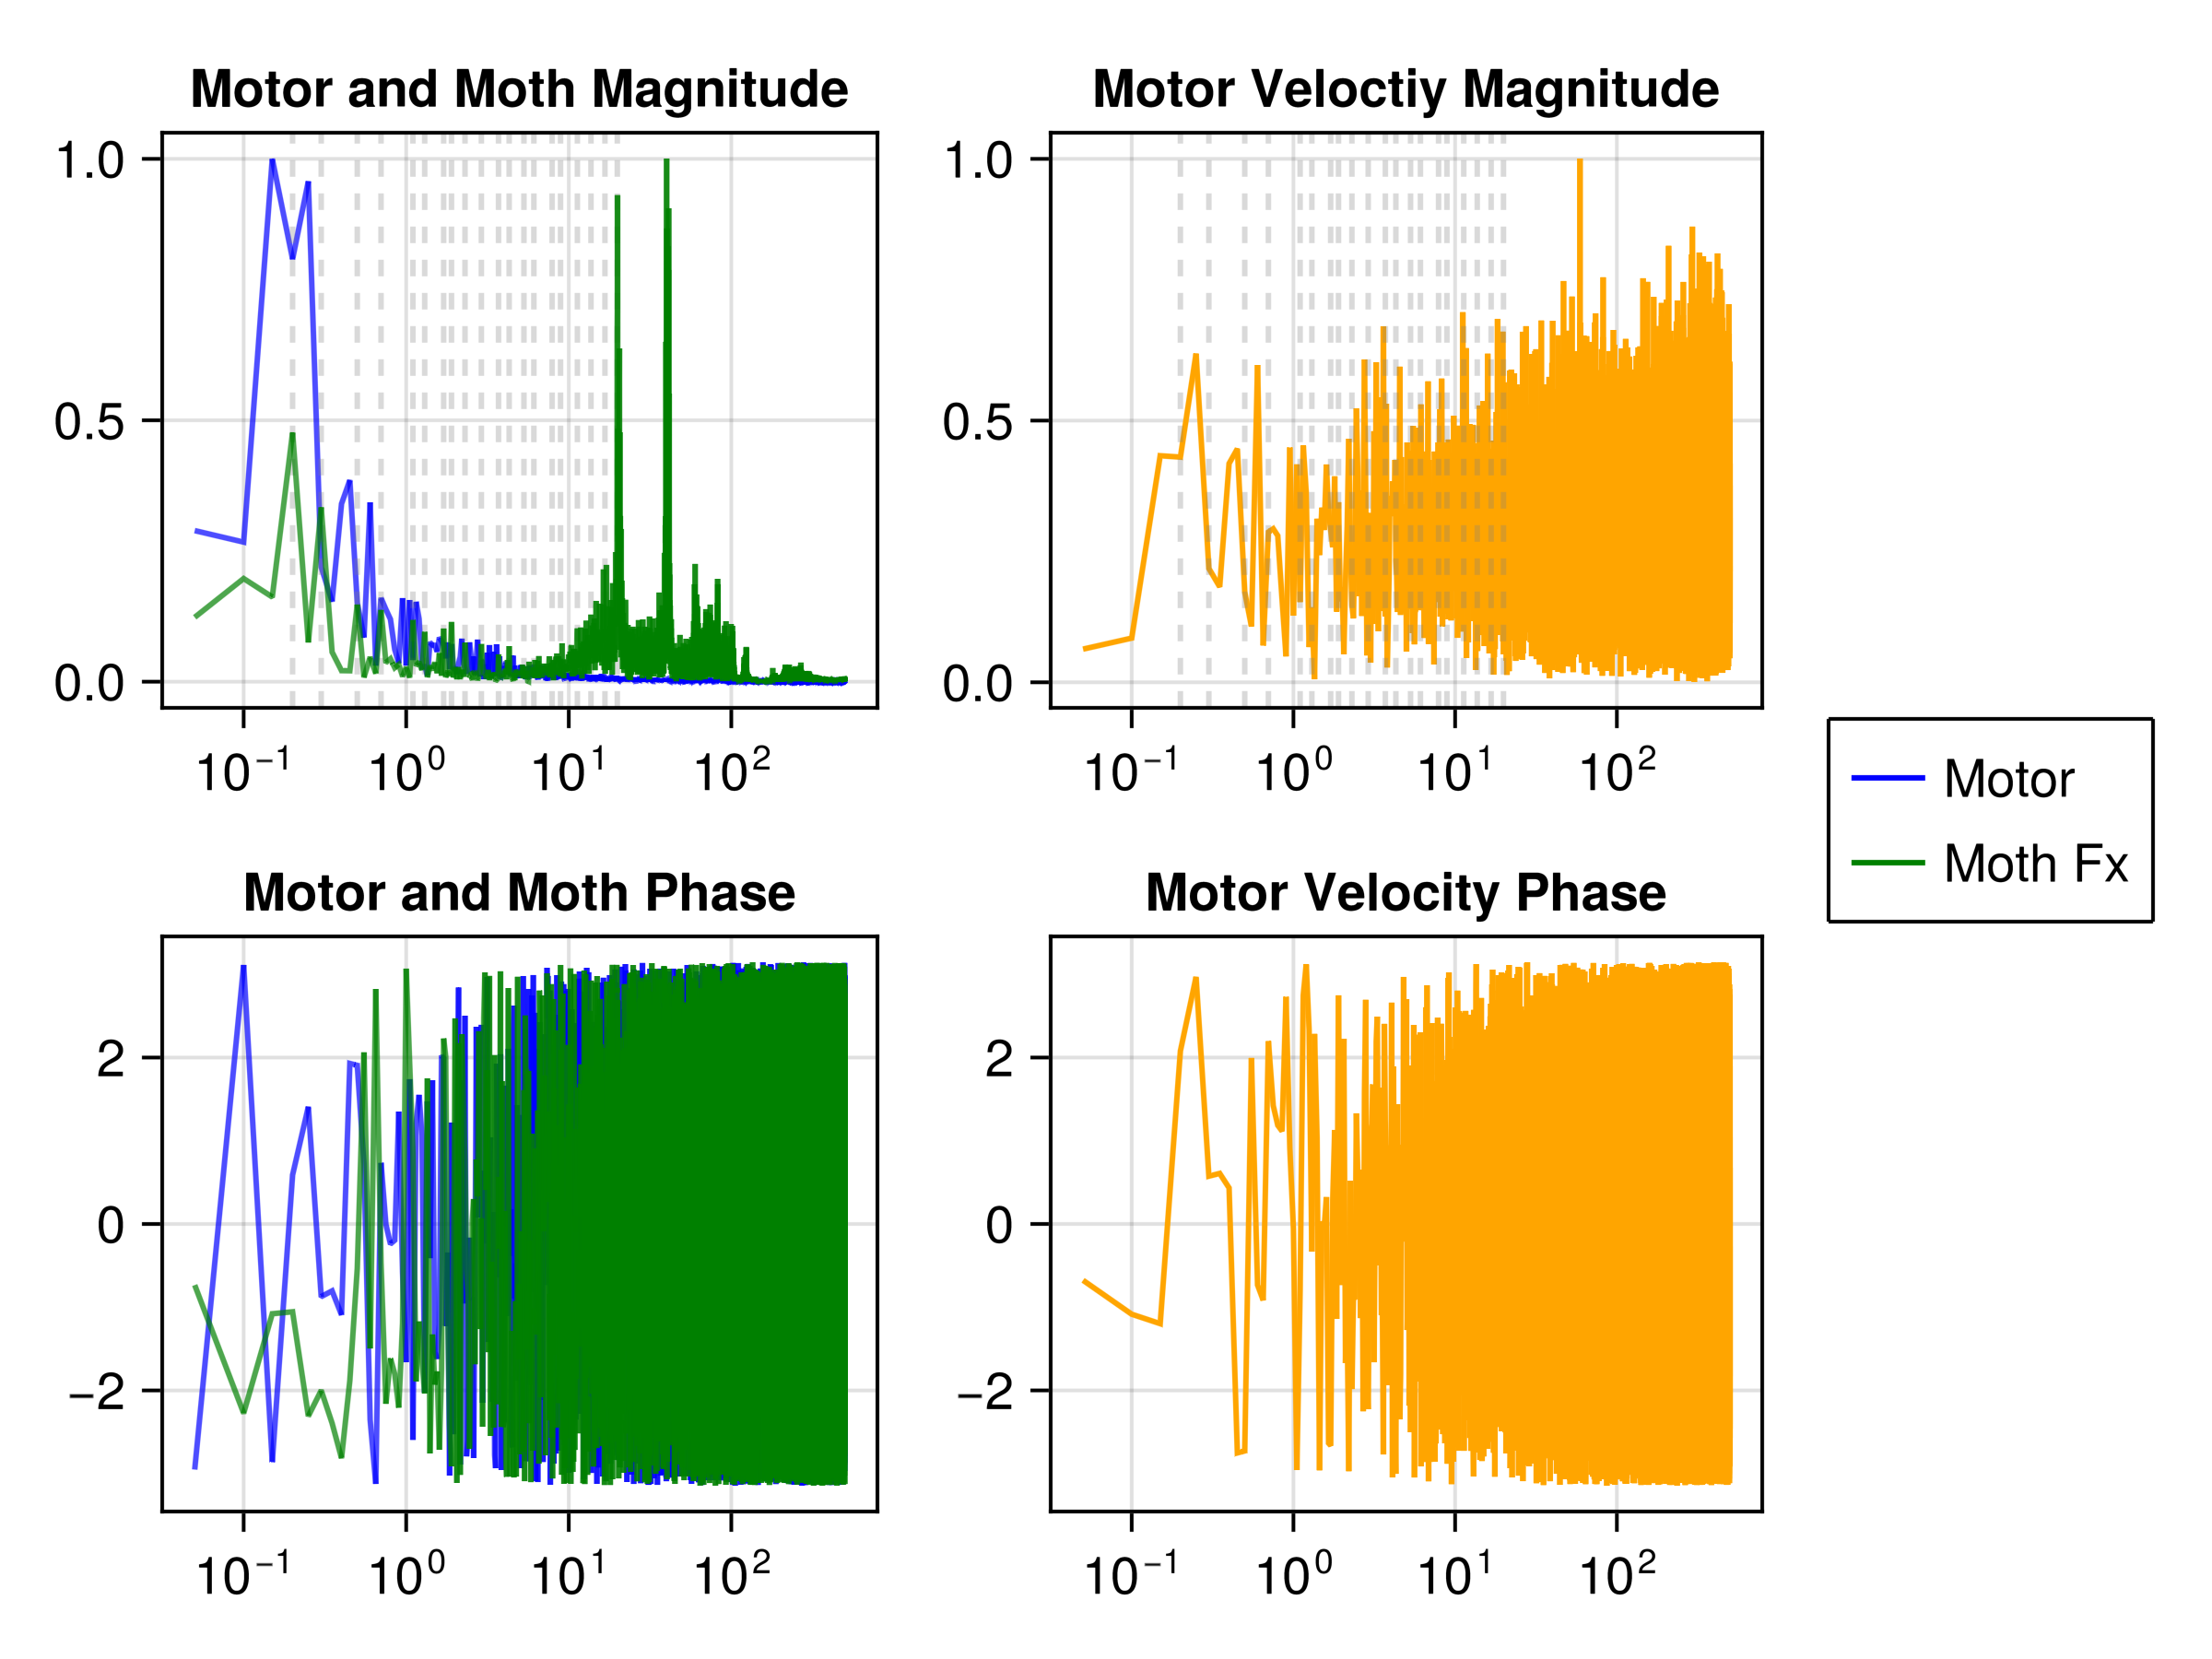 Motor and Moth Magnitude
1.0
0.5
0.0
10⁻¹ 10⁰ 10¹ 10²
Motor Veloctiy Magnitude
1.0
0.5
0.0
10⁻¹ 10⁰ 10¹ 10²
Motor
Moth Fx
Motor and Moth Phase
2
0
−2
10⁻¹ 10⁰ 10¹ 10²
Motor Velocity Phase
2
0
−2
10⁻¹ 10⁰ 10¹ 10²